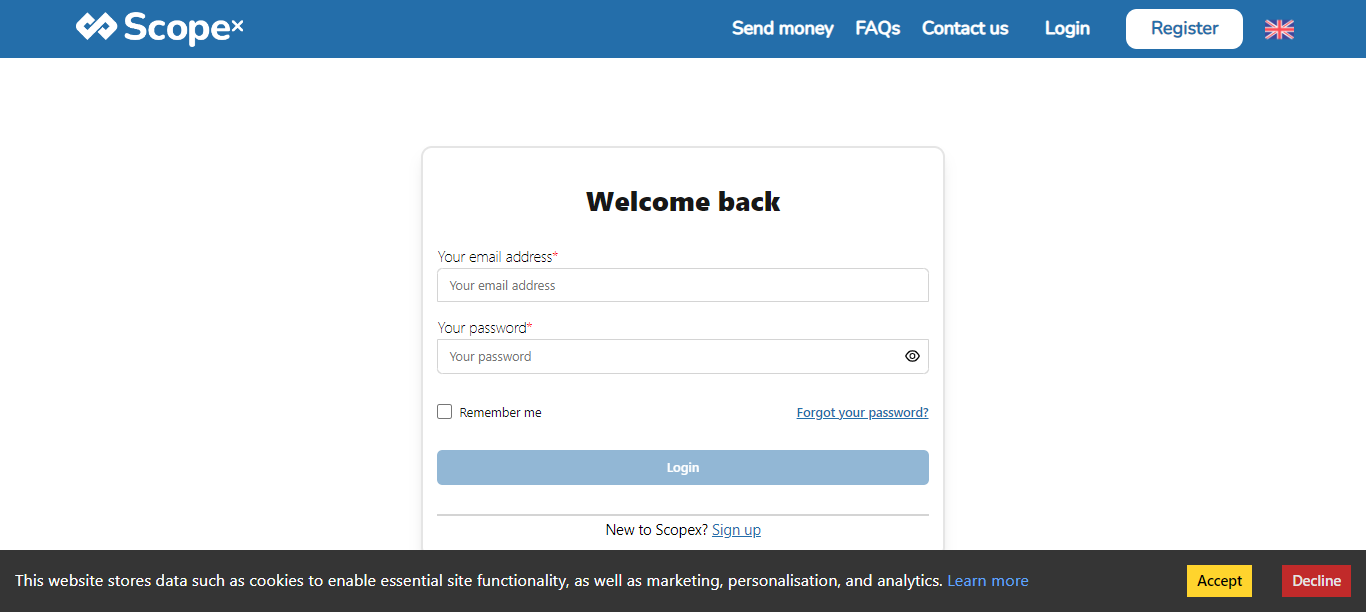 Scopex
Send money FAQs Contact us Login Register
Welcome back
Your email address*
Your email address
Your password*
Your password
Remember me Forgot your password?
Login
New to Scopex? Sign up
This website stores data such as cookies to enable essential site functionality, as well as marketing, personalisation, and analytics. Learn more Accept Decline